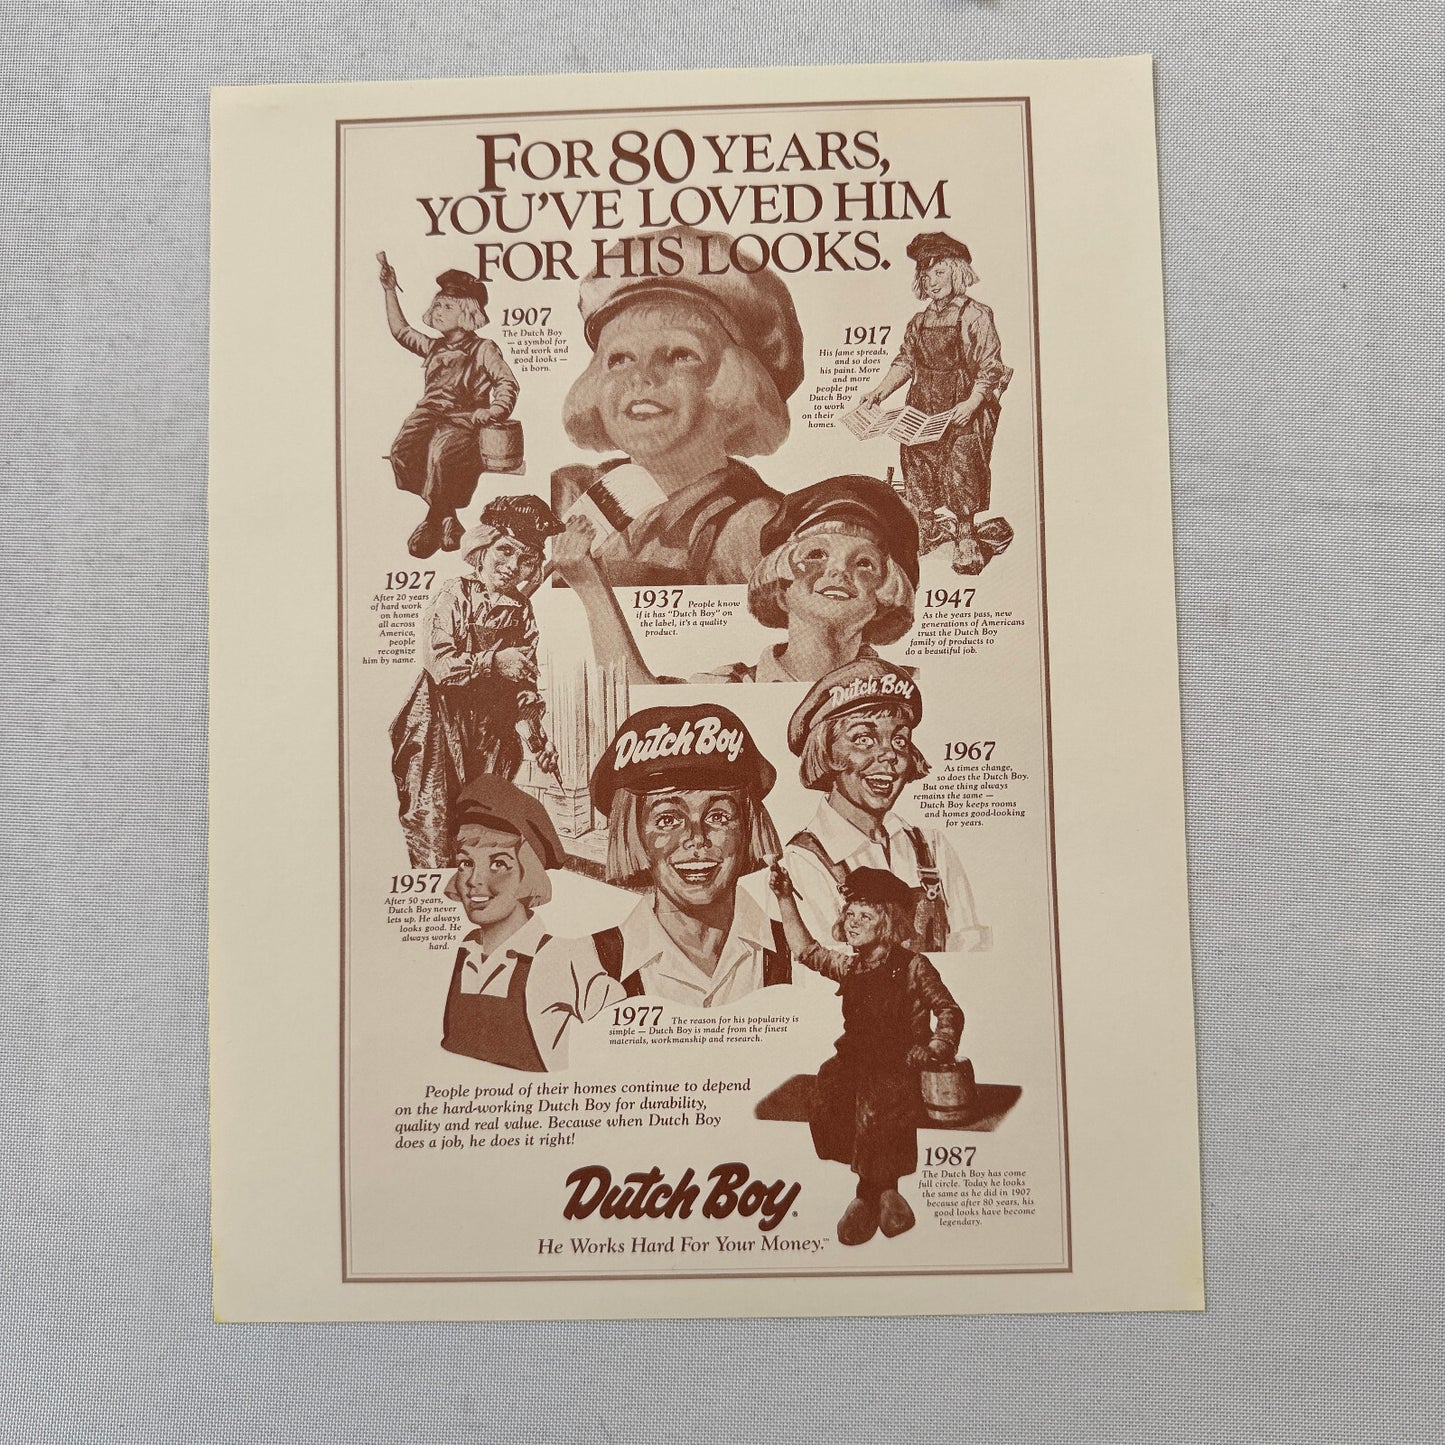 FOR 80 YEARS,
YOU'VE LOVED HIM
FOR HIS LOOKS.
1907
The Dutch Boy
— a symbol for
hard work and
good looks —
is born.
1917
His fame spreads,
and so does
his paint. More
and more
people put
Dutch Boy
to work
on their
homes.
1927
After 20 years
of hard work
on homes
all across
America,
people
recognize
him by name.
1937 People know
if it has "Dutch Boy" on
the label, it's a quality
product.
1947
As the years pass, new
generations of Americans
trust the Dutch Boy
family of products to
do a beautiful job.
Dutch Boy
Dutch Boy
1957
After 50 years,
Dutch Boy never
lets up. He always
looks good. He
always works
hard.
1967
As times change,
so does the Dutch Boy.
But one thing always
remains the same —
Dutch Boy keeps rooms
and homes good-looking
for years.
1977 The reason for his popularity is
simple — Dutch Boy is made from the finest
materials, workmanship and research.
People proud of their homes continue to depend
on the hard-working Dutch Boy for durability,
quality and real value. Because when Dutch Boy
does a job, he does it right!
1987
The Dutch Boy has come
full circle. Today he looks
the same as he did in 1907
because after 80 years, his
good looks have become
legendary.
Dutch Boy®
He Works Hard For Your Money.™